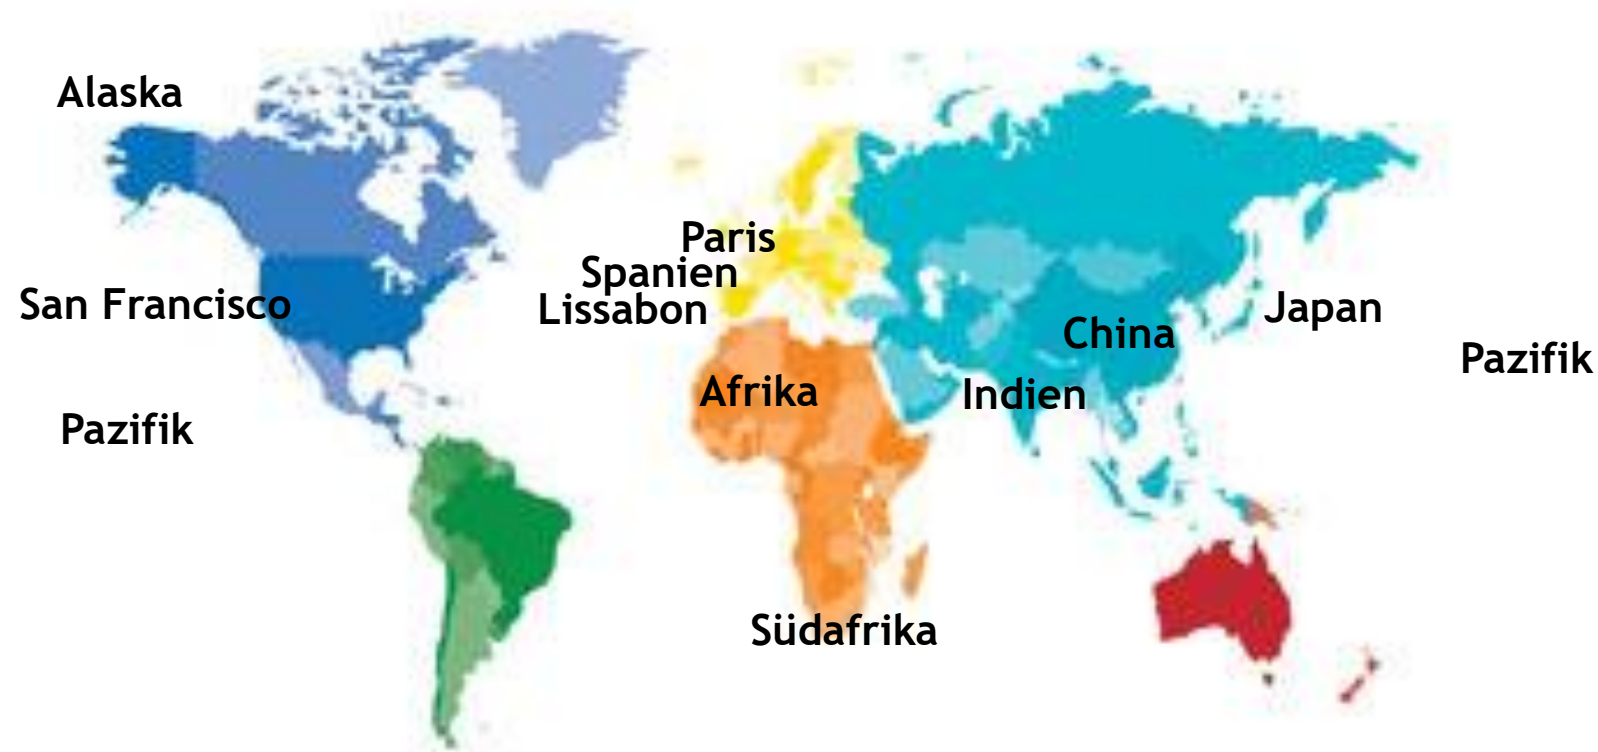 Alaska
Paris
Spanien
San Francisco
Lissabon
Japan
China
Pazifik
Afrika
Indien
Pazifik
Südafrika